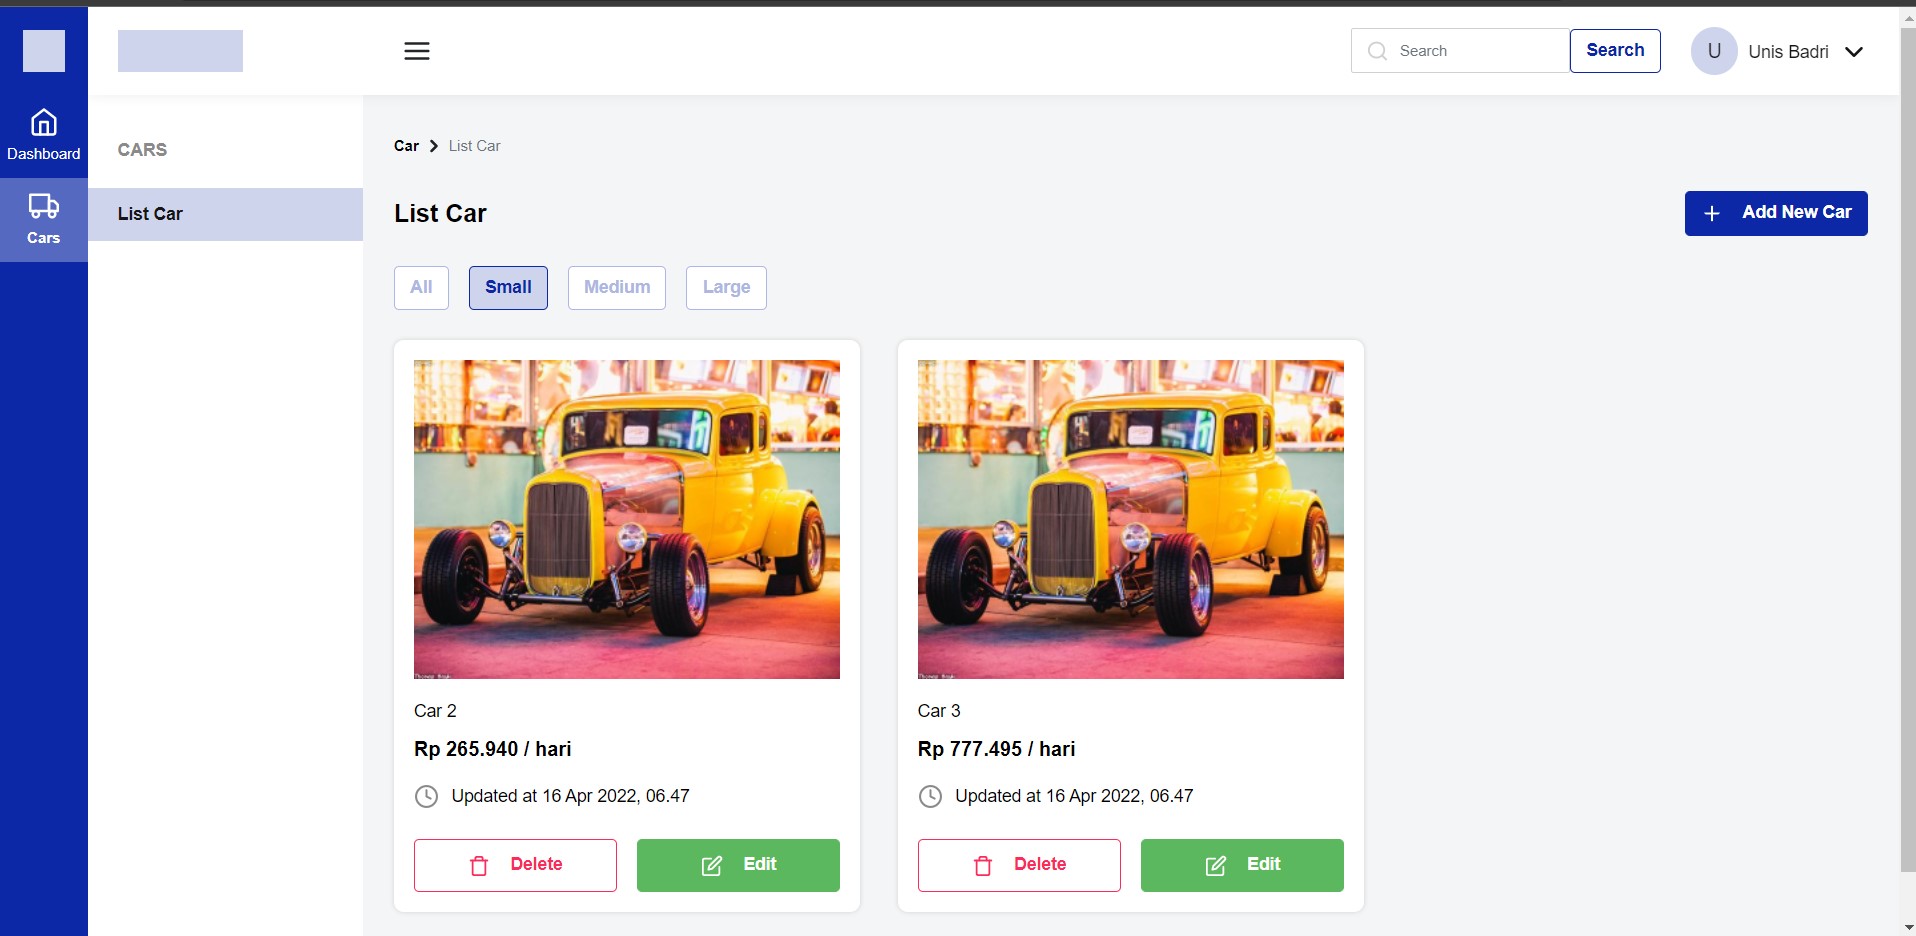 Search
Search
U
Unis Badri
Dashboard
Cars
CARS
List Car
Car
List Car
List Car
Add New Car
All
Small
Medium
Large
Car 2
Rp 265.940 / hari
Updated at 16 Apr 2022, 06.47
Delete
Edit
Car 3
Rp 777.495 / hari
Updated at 16 Apr 2022, 06.47
Delete
Edit